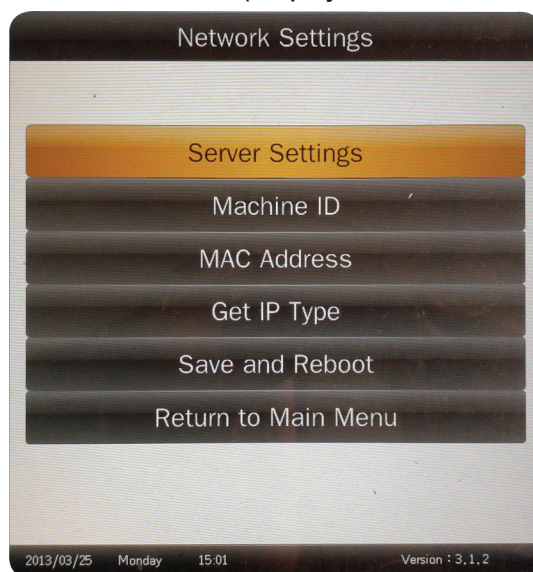 Network Settings
Server Settings
Machine ID
MAC Address
Get IP Type
Save and Reboot
Return to Main Menu
2013/03/25 Monday 15:01 Version : 3.1.2